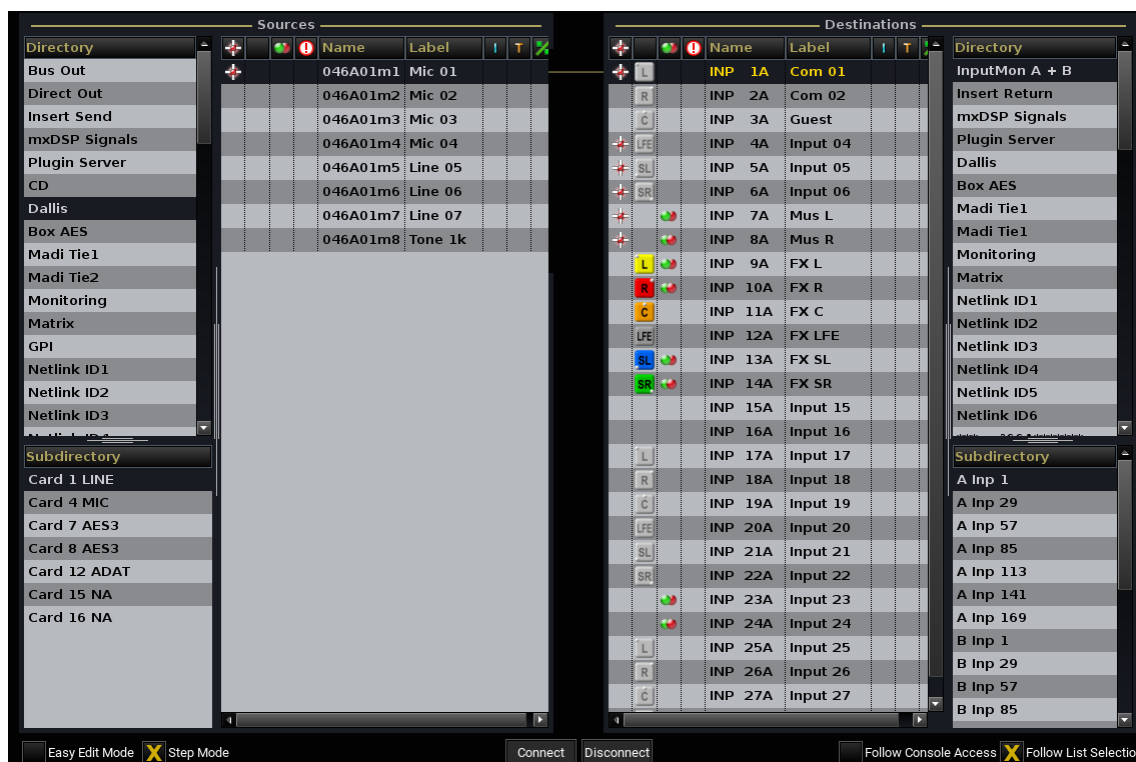 Sources
Destinations
Directory
Bus Out
Direct Out
Insert Send
mxDSP Signals
Plugin Server
CD
Dallis
Box AES
Madi Tie1
Madi Tie2
Monitoring
Matrix
GPI
Netlink ID1
Netlink ID2
Netlink ID3
Subdirectory
Card 1 LINE
Card 4 MIC
Card 7 AES3
Card 8 AES3
Card 12 ADAT
Card 15 NA
Card 16 NA
Name Label I T
046A01m1 Mic 01
046A01m2 Mic 02
046A01m3 Mic 03
046A01m4 Mic 04
046A01m5 Line 05
046A01m6 Line 06
046A01m7 Line 07
046A01m8 Tone 1k
Name Label I T
L INP 1A Com 01
R INP 2A Com 02
C INP 3A Guest
LFE INP 4A Input 04
SL INP 5A Input 05
SR INP 6A Input 06
INP 7A Mus L
INP 8A Mus R
L INP 9A FX L
R INP 10A FX R
C INP 11A FX C
LFE INP 12A FX LFE
SL INP 13A FX SL
SR INP 14A FX SR
INP 15A Input 15
INP 16A Input 16
L INP 17A Input 17
R INP 18A Input 18
C INP 19A Input 19
LFE INP 20A Input 20
SL INP 21A Input 21
SR INP 22A Input 22
INP 23A Input 23
INP 24A Input 24
L INP 25A Input 25
R INP 26A Input 26
C INP 27A Input 27
Directory
InputMon A + B
Insert Return
mxDSP Signals
Plugin Server
Dallis
Box AES
Madi Tie1
Madi Tie1
Monitoring
Matrix
Netlink ID1
Netlink ID2
Netlink ID3
Netlink ID4
Netlink ID5
Netlink ID6
Subdirectory
A Inp 1
A Inp 29
A Inp 57
A Inp 85
A Inp 113
A Inp 141
A Inp 169
B Inp 1
B Inp 29
B Inp 57
B Inp 85
Easy Edit Mode X Step Mode Connect Disconnect Follow Console Access X Follow List Selectio